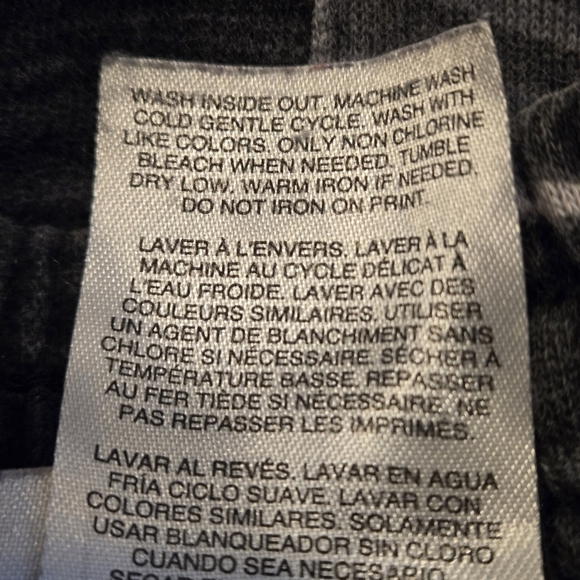 WASH INSIDE OUT. MACHINE WASH
COLD GENTLE CYCLE. WASH WITH
LIKE COLORS. ONLY NON CHLORINE
BLEACH WHEN NEEDED. TUMBLE
DRY LOW. WARM IRON IF NEEDED.
DO NOT IRON ON PRINT.
LAVER À L'ENVERS. LAVER À LA
MACHINE AU CYCLE DÉLICAT À
L'EAU FROIDE. LAVER AVEC DES
COULEURS SIMILAIRES. UTILISER
UN AGENT DE BLANCHIMENT SANS
CHLORE SI NÉCESSAIRE. SÉCHER À
TEMPÉRATURE BASSE. REPASSER
AU FER TIÈDE SI NÉCESSAIRE. NE
PAS REPASSER LES IMPRIMÉS.
LAVAR AL REVÉS. LAVAR EN AGUA
FRÍA CICLO SUAVE. LAVAR CON
COLORES SIMILARES. SOLAMENTE
USAR BLANQUEADOR SIN CLORO
CUANDO SEA NECESARIO.